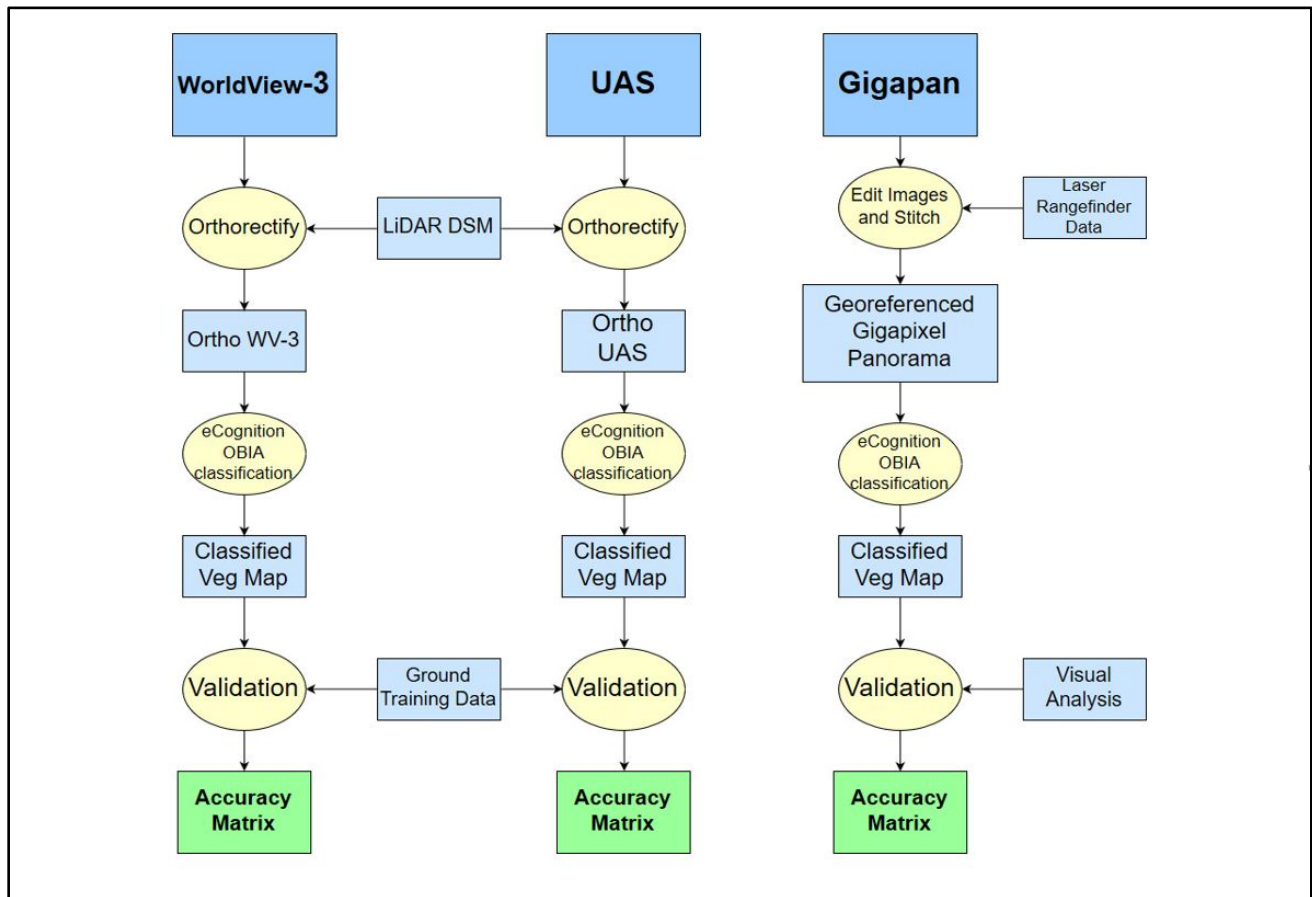 WorldView-3
UAS
Gigapan
Orthorectify
LiDAR DSM
Orthorectify
Edit Images
and Stitch
Laser
Rangefinder
Data
Ortho WV-3
Ortho
UAS
Georeferenced
Gigapixel
Panorama
eCognition
OBIA
classification
eCognition
OBIA
classification
eCognition
OBIA
classification
Classified
Veg Map
Classified
Veg Map
Classified
Veg Map
Validation
Ground
Training Data
Validation
Validation
Visual
Analysis
Accuracy
Matrix
Accuracy
Matrix
Accuracy
Matrix